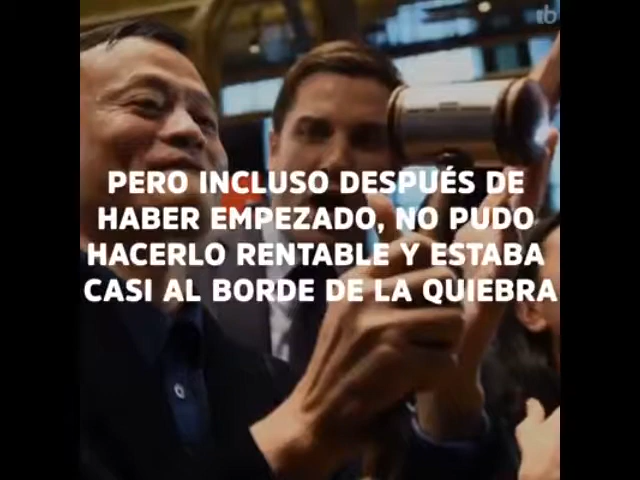 PERO INCLUSO DESPUÉS DE
HABER EMPEZADO, NO PUDO
HACERLO RENTABLE Y ESTABA
CASI AL BORDE DE LA QUIEBRA